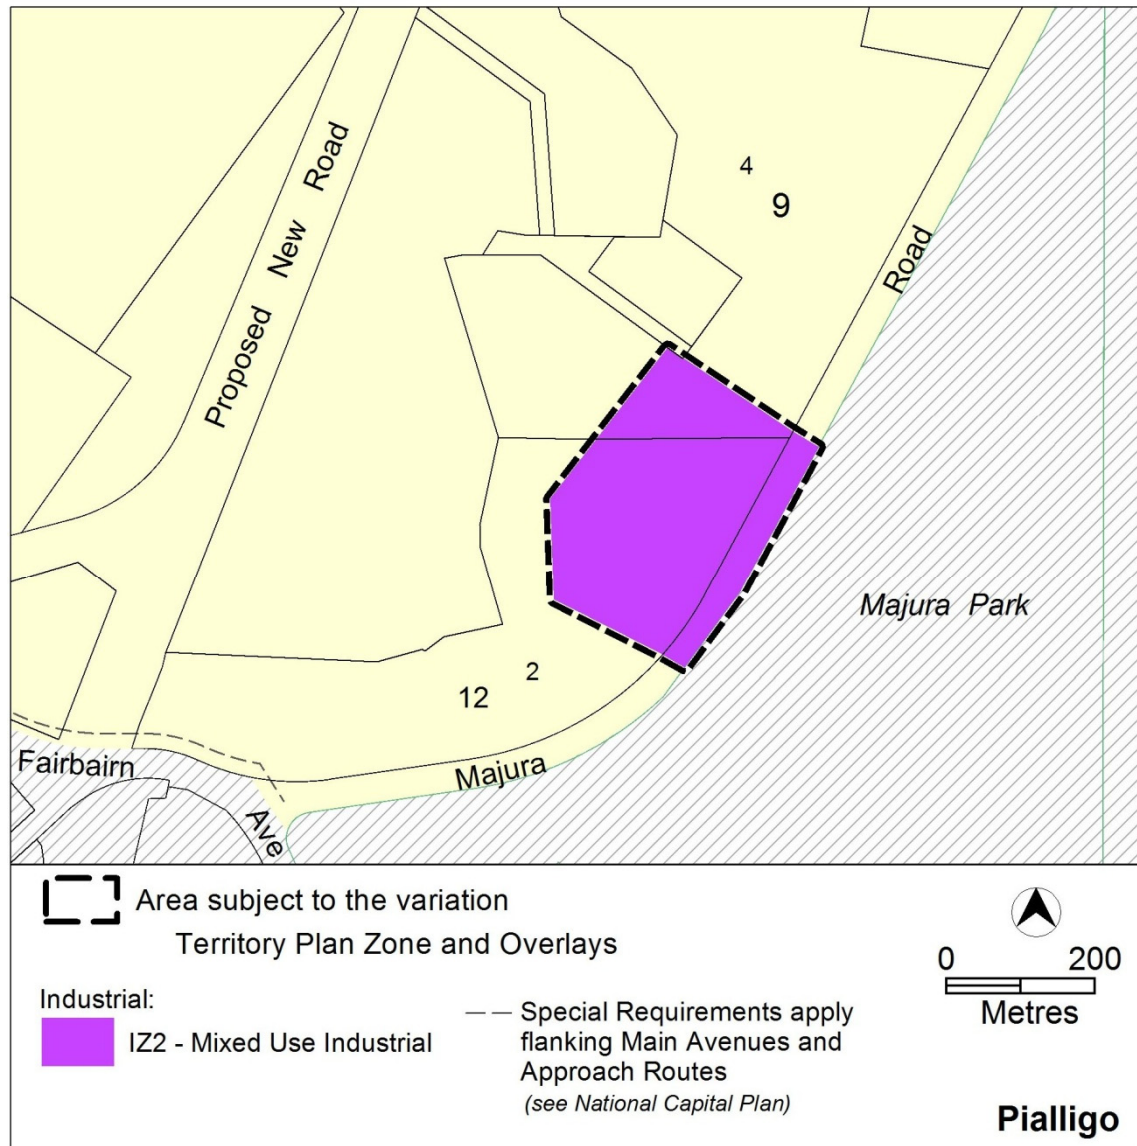 4
9
Proposed New Road
Road
Majura Park
2
12
Fairbairn
Majura
Ave
Area subject to the variation
Territory Plan Zone and Overlays
Industrial:
IZ2 - Mixed Use Industrial
Special Requirements apply
flanking Main Avenues and
Approach Routes
(see National Capital Plan)
0 200
Metres
Pialligo